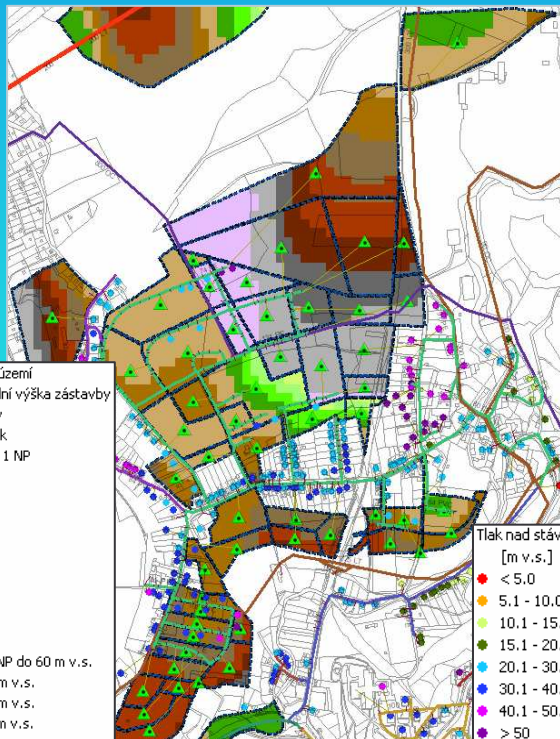 území
ní výška zástavby
k
1 NP
NP do 60 m v.s.
m v.s.
m v.s.
m v.s.
Tlak nad stáv
[m v.s.]
< 5.0
5.1 - 10.0
10.1 - 15.
15.1 - 20.
20.1 - 30.
30.1 - 40.
40.1 - 50.
> 50